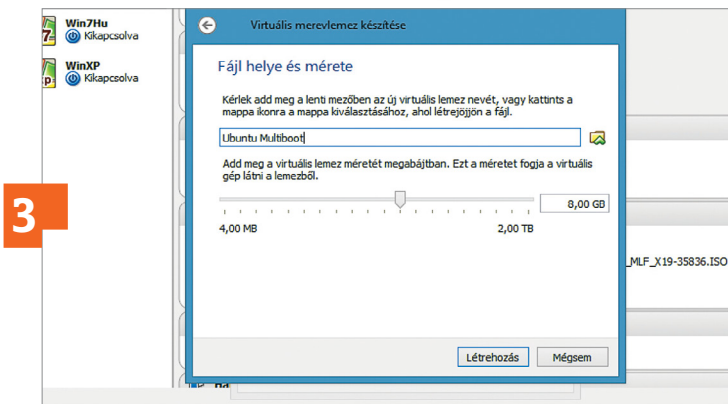 Win7Hu
Kikapcsolva
WinXP
Kikapcsolva
3
Virtuális merevlemez készítése
Fájl helye és mérete
Kérlek add meg a lenti mezőben az új virtuális lemez nevét, vagy kattints a
mappa ikonra a mappa kiválasztásához, ahol létrejöjjön a fájl.
Ubuntu Multiboot
Add meg a virtuális lemez méretét megabájtban. Ezt a méretet fogja a virtuális
gép látni a lemezből.
8,00 GB
4,00 MB 2,00 TB
_MLF_X19-35836.ISO
Létrehozás Mégsem